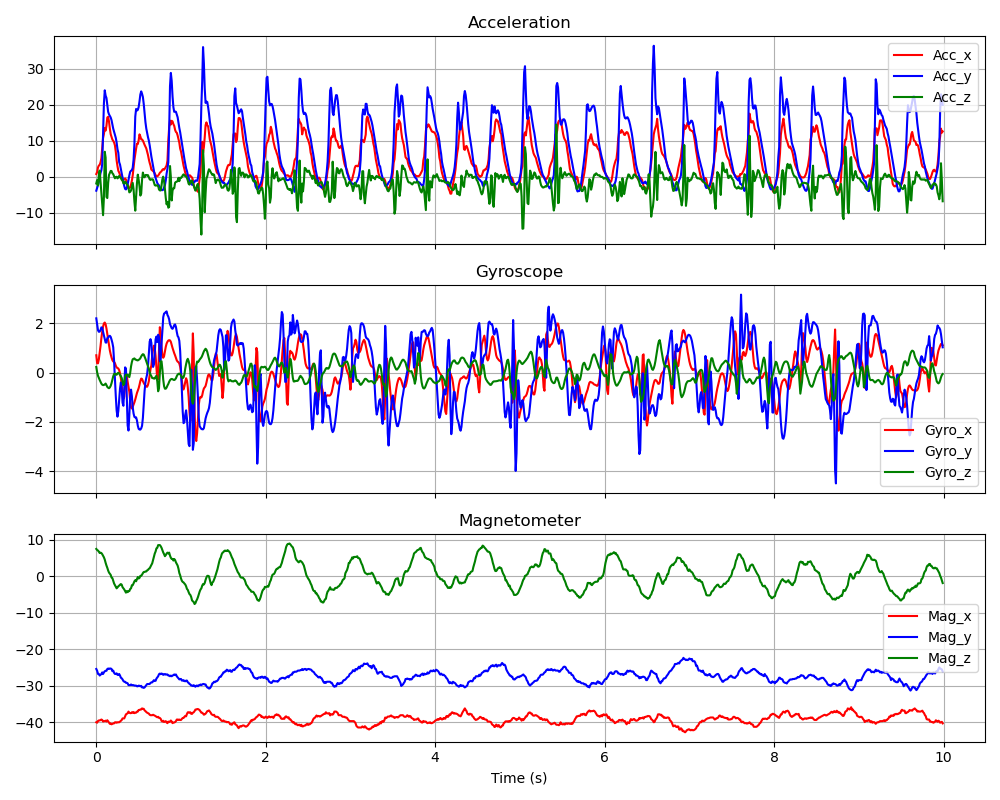 Acceleration
30
20
10
0
−10
Acc_x
Acc_y
Acc_z
Gyroscope
2
0
−2
−4
Gyro_x
Gyro_y
Gyro_z
Magnetometer
10
0
−10
−20
−30
−40
Mag_x
Mag_y
Mag_z
0 2 4 6 8 10
Time (s)